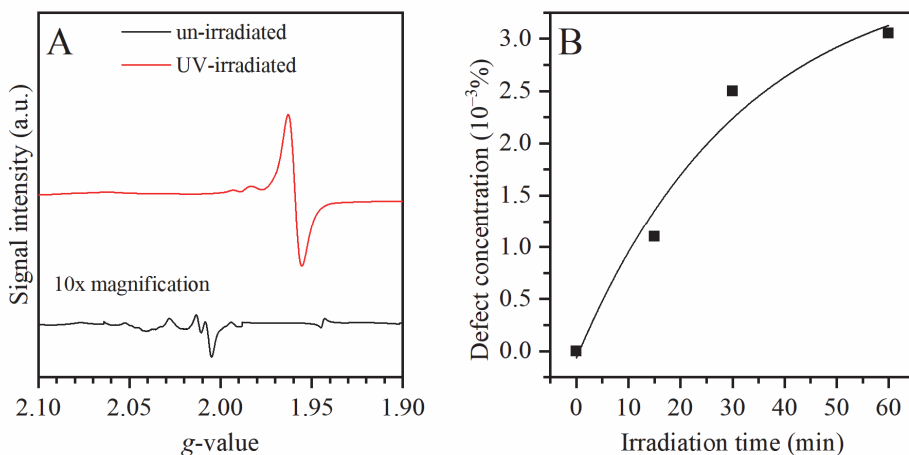 A
un-irradiated
UV-irradiated
Signal intensity (a.u.)
10x magnification
2.10 2.05 2.00 1.95 1.90
g-value
B
Defect concentration (10⁻³%)
3.0
2.5
2.0
1.5
1.0
0.5
0.0
0 10 20 30 40 50 60
Irradiation time (min)